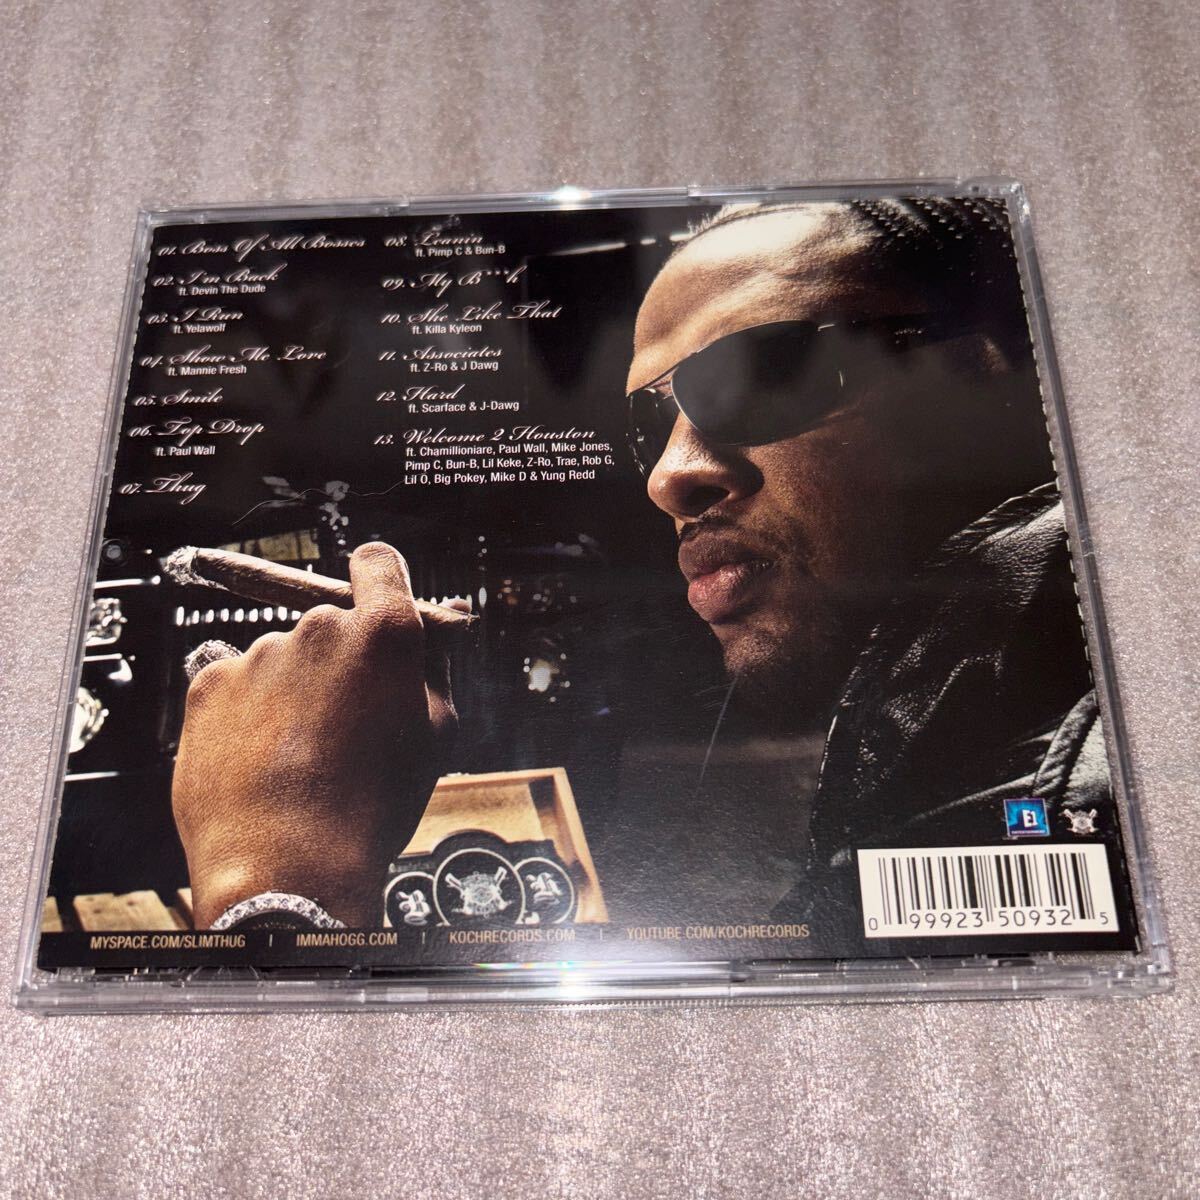 01. Boss Of All Bosses
02. I'm Back
ft. Devin The Dude
03. I Run
ft. Yelawolf
04. Show Me Love
ft. Mannie Fresh
05. Smile
06. Top Drop
ft. Paul Wall
07. Thug
08. Leanin
ft. Pimp C & Bun-B
09. My B***h
10. She Like That
ft. Killa Kyleon
11. Associates
ft. Z-Ro & J Dawg
12. Hard
ft. Scarface & J-Dawg
13. Welcome 2 Houston
ft. Chamillioniare, Paul Wall, Mike Jones,
Pimp C, Bun-B, Lil Keke, Z-Ro, Trae, Rob G,
Lil O, Big Pokey, Mike D & Yung Redd
E1
ENTERTAINMENT
0 99923 50932 5
MYSPACE.COM/SLIMTHUG | IMMAHOGG.COM | KOCHRECORDS.COM | YOUTUBE.COM/KOCHRECORDS